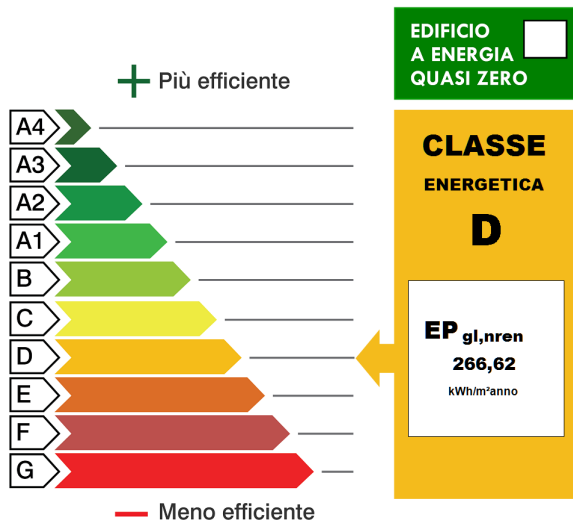 EDIFICIO
A ENERGIA
QUASI ZERO
Più efficiente
A4
A3
A2
A1
B
C
D
E
F
G
Meno efficiente
CLASSE
ENERGETICA
D
EP gl,nren
266,62
kWh/m²anno